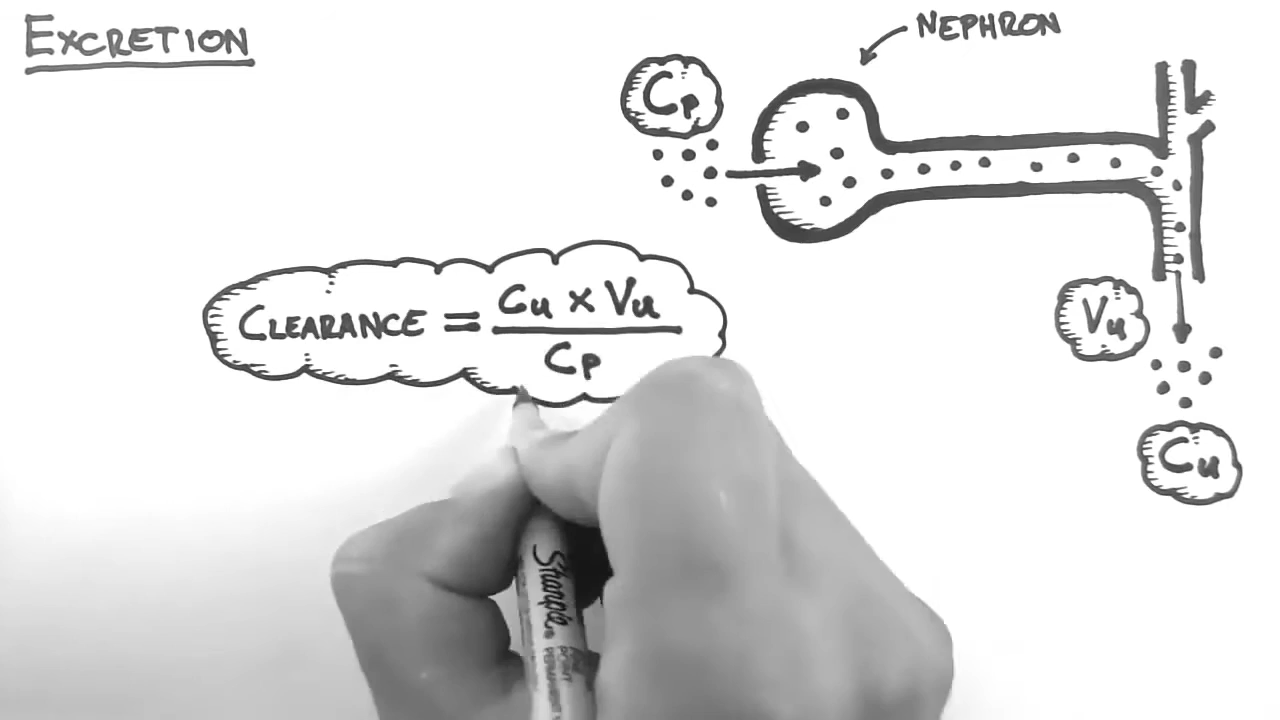 EXCRETION
NEPHRON
Cp
CLEARANCE = Cu × Vu
Cp
Vu
Cu
Sharpie